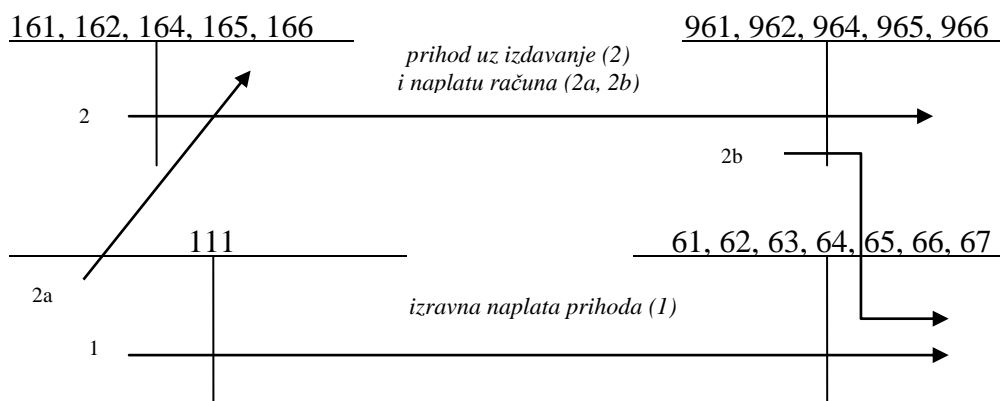 161, 162, 164, 165, 166
961, 962, 964, 965, 966
prihod uz izdavanje (2)
i naplatu računa (2a, 2b)
2
2b
111
61, 62, 63, 64, 65, 66, 67
2a
izravna naplata prihoda (1)
1